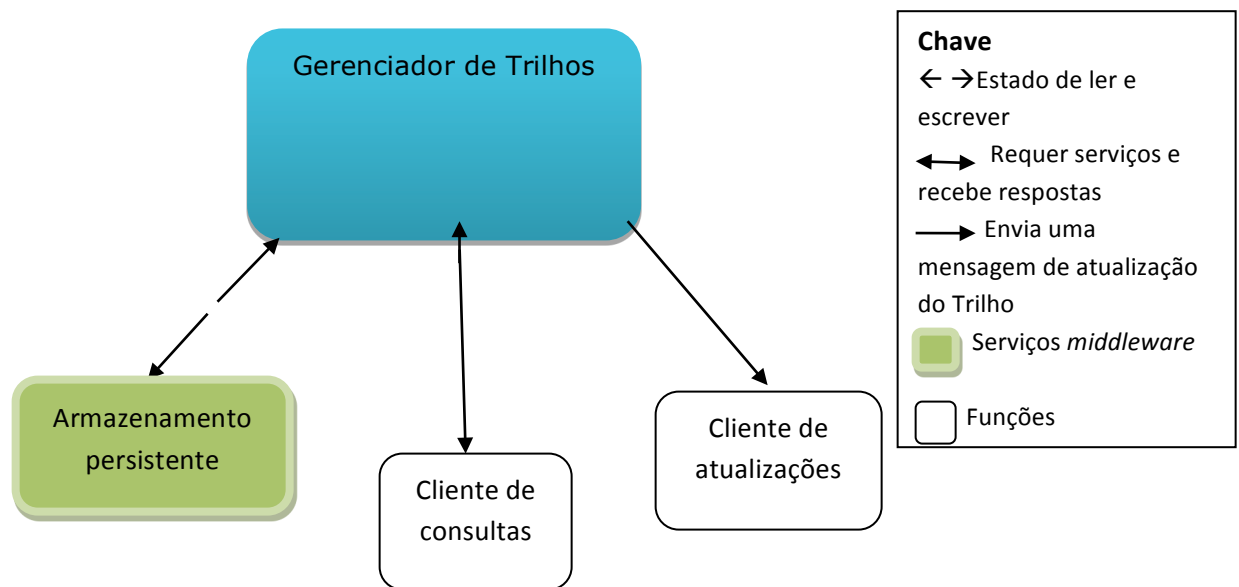 Gerenciador de Trilhos
Armazenamento
persistente
Cliente de
consultas
Cliente de
atualizações
Chave
← →Estado de ler e
escrever
Requer serviços e
recebe respostas
Envia uma
mensagem de atualização
do Trilho
Serviços middleware
Funções